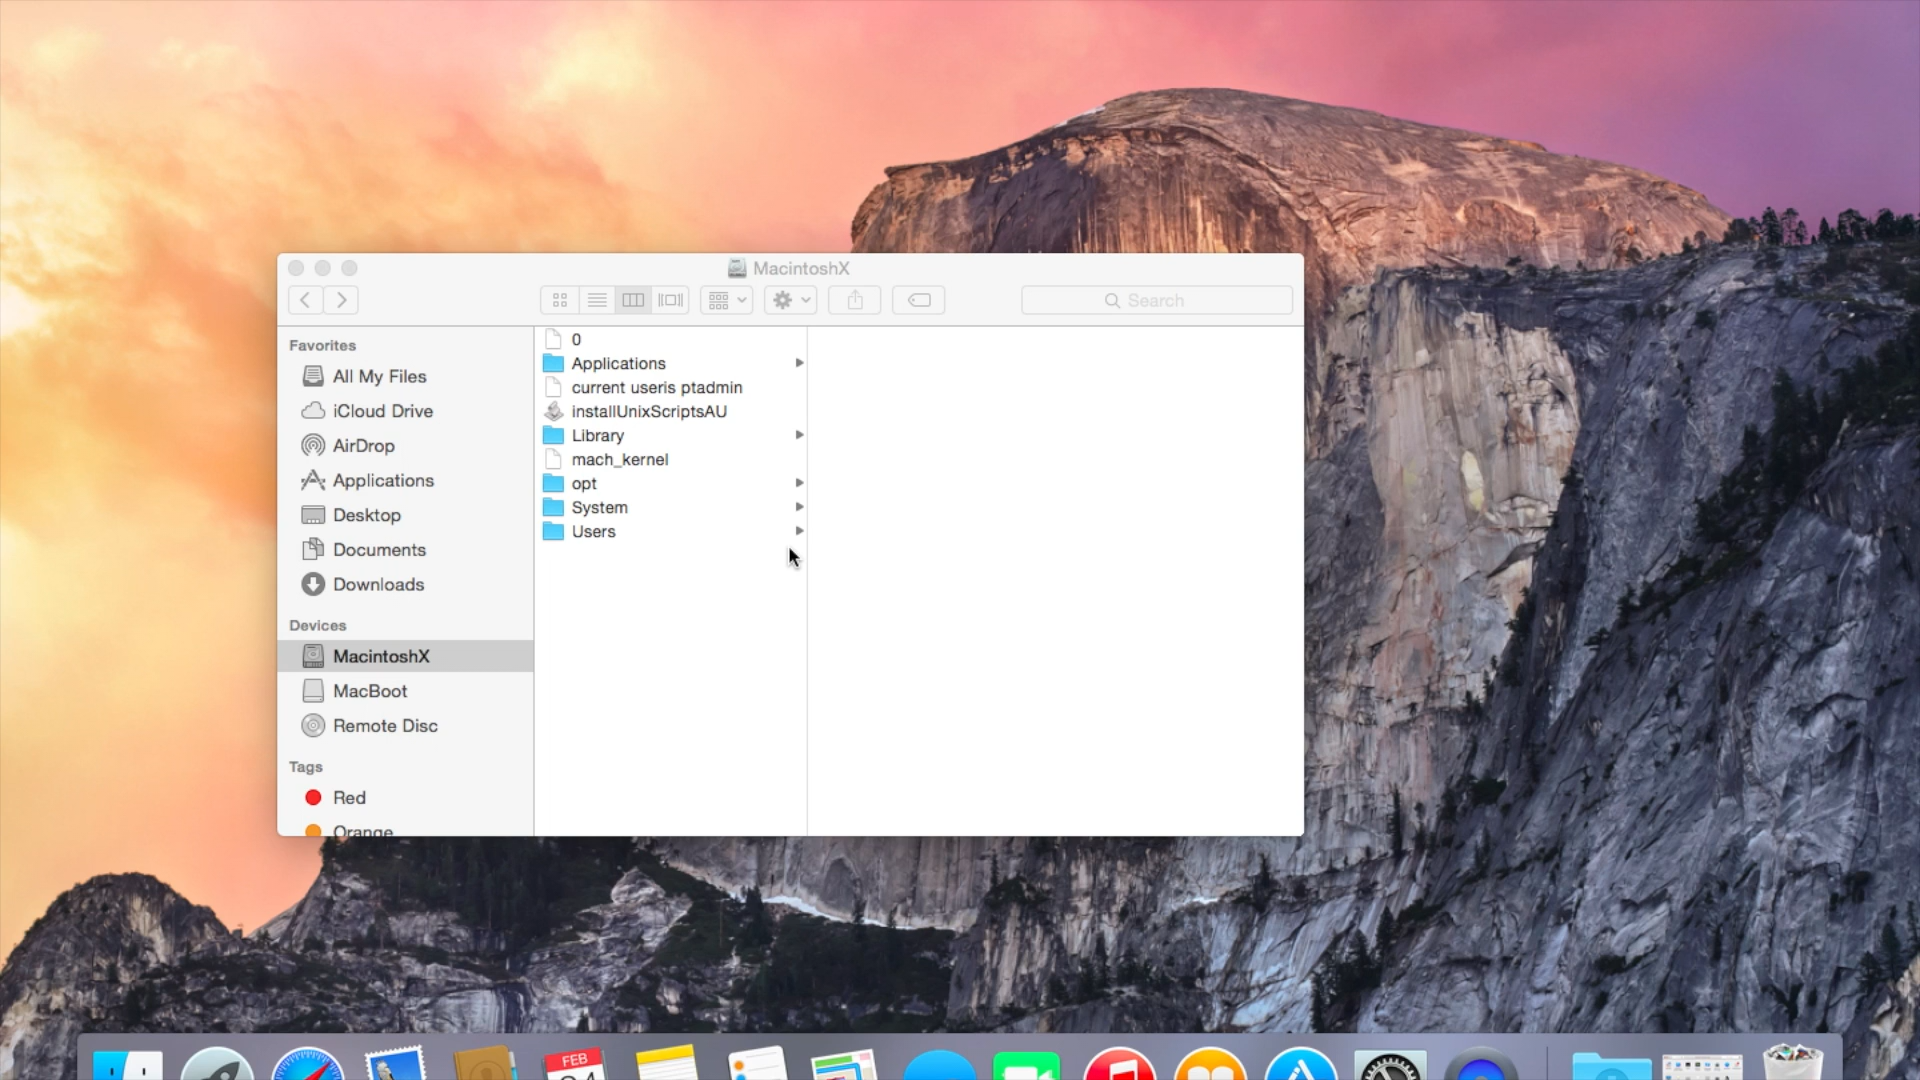 MacintoshX
Search
Favorites
All My Files
iCloud Drive
AirDrop
Applications
Desktop
Documents
Downloads
Devices
MacintoshX
MacBoot
Remote Disc
Tags
Red
Orange
0
Applications
current useris ptadmin
installUnixScriptsAU
Library
mach_kernel
opt
System
Users
FEB